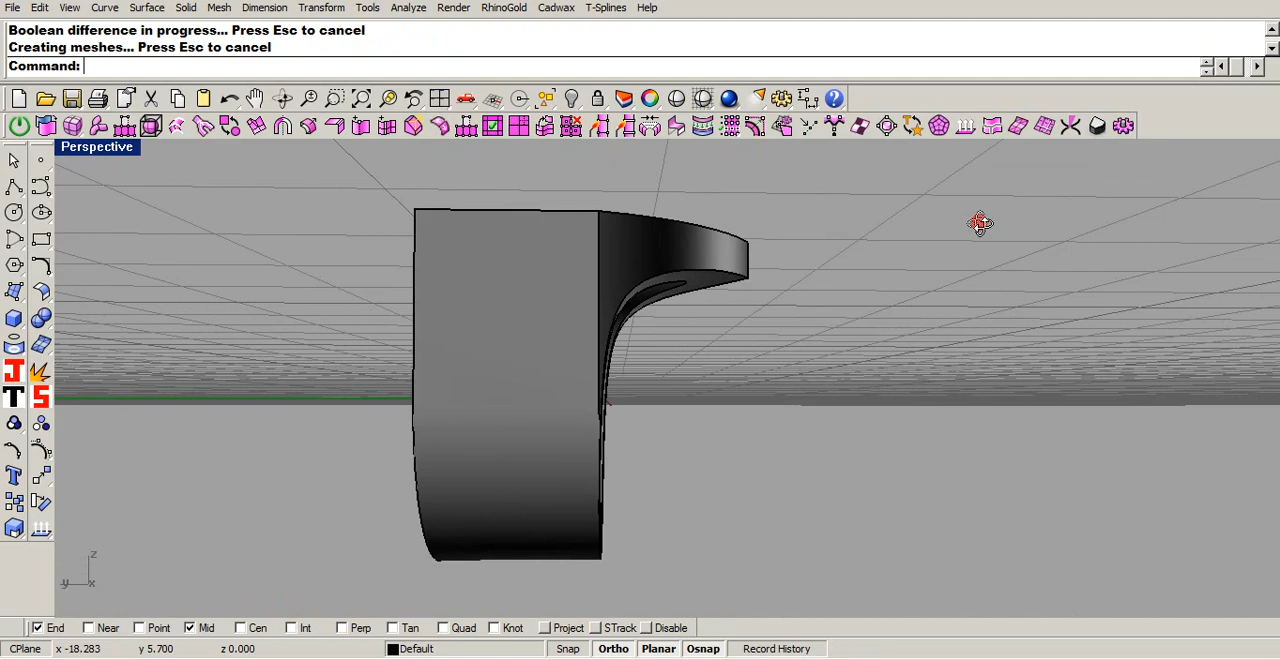 File Edit View Curve Surface Solid Mesh Dimension Transform Tools Analyze Render RhinoGold Cadwax T-Splines Help
Boolean difference in progress... Press Esc to cancel
Creating meshes... Press Esc to cancel
Command:
Perspective
J
T S
T
z
y x
End Near Point Mid Cen Int Perp Tan Quad Knot Project STrack Disable
CPlane x -18.283 y 5.700 z 0.000 Default Snap Ortho Planar Osnap Record History